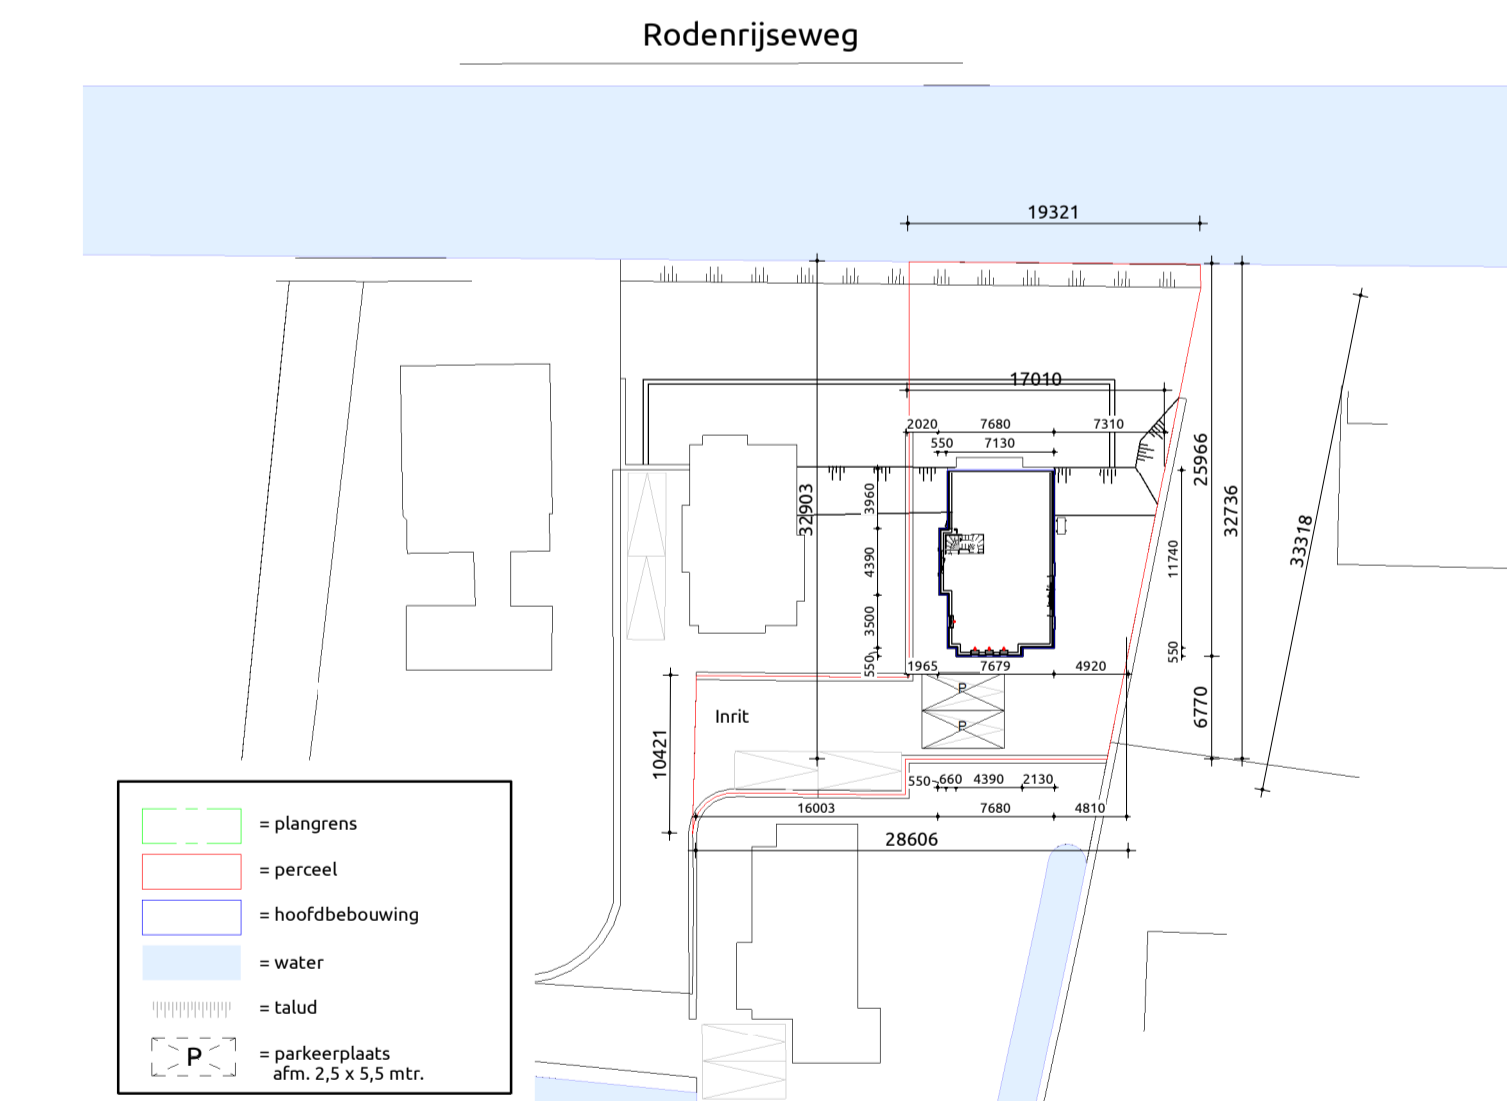 Rodenrijseweg
19321
17010
2020 7680 7310
550 7130
3960
32903
4390
3500
550
11740
550
25966
32736
6770
33318
1965 7679 4920
P
P
Inrit
10421
550 660 4390 2130
16003 7680 4810
28606
= plangrens
= perceel
= hoofdbebouwing
= water
= talud
P
= parkeerplaats
afm. 2,5 x 5,5 mtr.